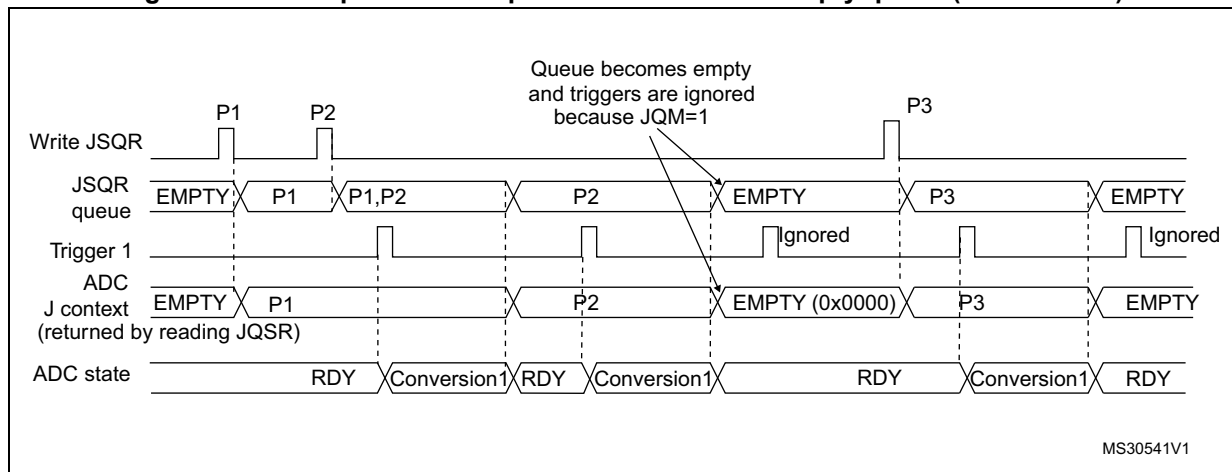 Queue becomes empty
and triggers are ignored
because JQM=1
P1
P2
P3
Write JSQR
JSQR
queue
EMPTY
P1
P1,P2
P2
EMPTY
P3
EMPTY
Trigger 1
Ignored
Ignored
ADC
J context
(returned by reading JQSR)
EMPTY
P1
P2
EMPTY (0x0000)
P3
EMPTY
ADC state
RDY
Conversion1
RDY
Conversion1
RDY
Conversion1
RDY
MS30541V1